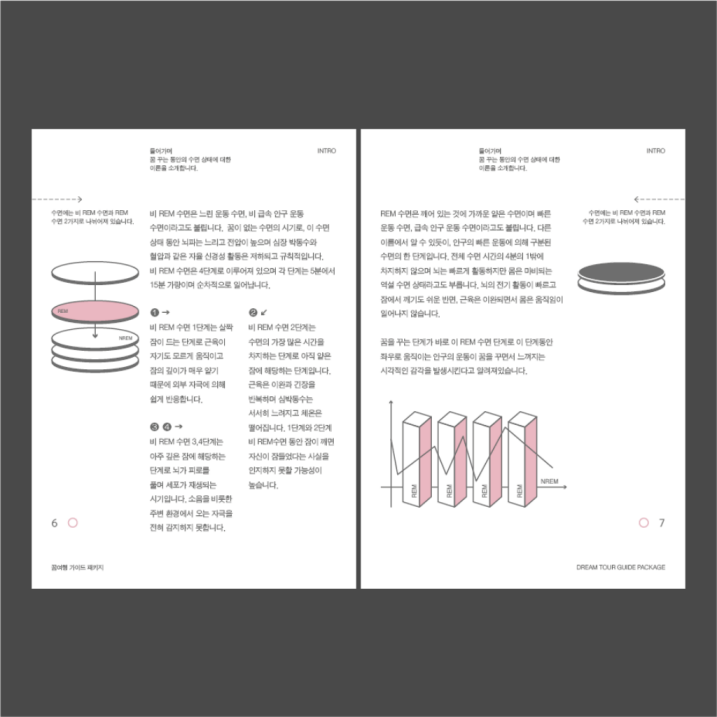 들어가며
꿈 꾸는 동안의 수면 상태에 대한
이론을 소개합니다.
INTRO
수면에는 비 REM 수면과 REM
수면 2가지로 나뉘어져 있습니다.
비 REM 수면은 느린 운동 수면, 비 급속 안구 운동
수면이라고도 불립니다. 꿈이 없는 수면의 시기로, 이 수면
상태 동안 뇌파는 느리고 전압이 높으며 심장 박동수와
혈압과 같은 자율 신경성 활동은 저하되고 규칙적입니다.
비 REM 수면은 4단계로 이루어져 있으며 각 단계는 5분에서
15분 가량이며 순차적으로 일어납니다.
REM
NREM
❶ →
비 REM 수면 1단계는 살짝
잠이 드는 단계로 근육이
자기도 모르게 움직이고
잠의 깊이가 매우 얕기
때문에 외부 자극에 의해
쉽게 반응합니다.
❸ ❹ →
비 REM 수면 3,4단계는
아주 깊은 잠에 해당하는
단계로 뇌가 피로를
풀며 세포가 재생되는
시기입니다. 소음을 비롯한
주변 환경에서 오는 자극을
전혀 감지하지 못합니다.
❷ ↙
비 REM 수면 2단계는
수면의 가장 많은 시간을
차지하는 단계로 아직 얕은
잠에 해당하는 단계입니다.
근육은 이완과 긴장을
반복하며 심박동수는
서서히 느려지고 체온은
떨어집니다. 1단계와 2단계
비 REM수면 동안 잠이 깨면
자신이 잠들었다는 사실을
인지하지 못할 가능성이
높습니다.
6
꿈여행 가이드 패키지
들어가며
꿈 꾸는 동안의 수면 상태에 대한
이론을 소개합니다.
INTRO
REM 수면은 깨어 있는 것에 가까운 얕은 수면이며 빠른
운동 수면, 급속 안구 운동 수면이라고도 불립니다. 다른
이름에서 알 수 있듯이, 안구의 빠른 운동에 의해 구분된
수면의 한 단계입니다. 전체 수면 시간의 4분의 1밖에
차지하지 않으며 뇌는 빠르게 활동하지만 몸은 마비되는
역설 수면 상태라고도 부릅니다. 뇌의 전기 활동이 빠르고
잠에서 깨기도 쉬운 반면, 근육은 이완되면서 몸은 움직임이
일어나지 않습니다.
꿈을 꾸는 단계가 바로 이 REM 수면 단계로 이 단계동안
좌우로 움직이는 안구의 운동이 꿈을 꾸면서 느껴지는
시각적인 감각을 발생시킨다고 알려져있습니다.
수면에는 비 REM 수면과 REM
수면 2가지로 나뉘어져 있습니다.
REM
REM
REM
REM
NREM
7
DREAM TOUR GUIDE PACKAGE